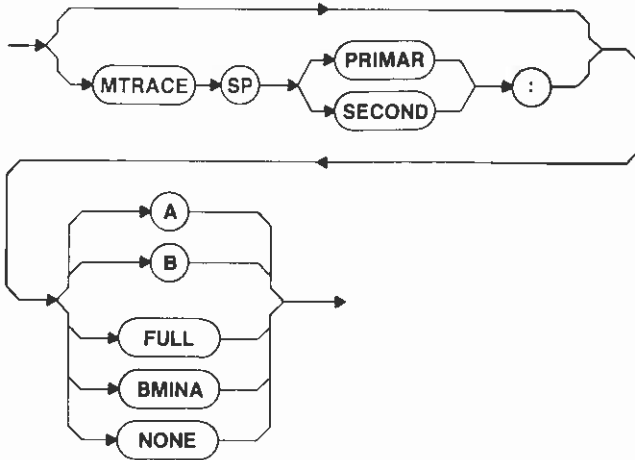 PRIMAR
MTRACE SP :
SECOND
A
B
FULL
BMINA
NONE